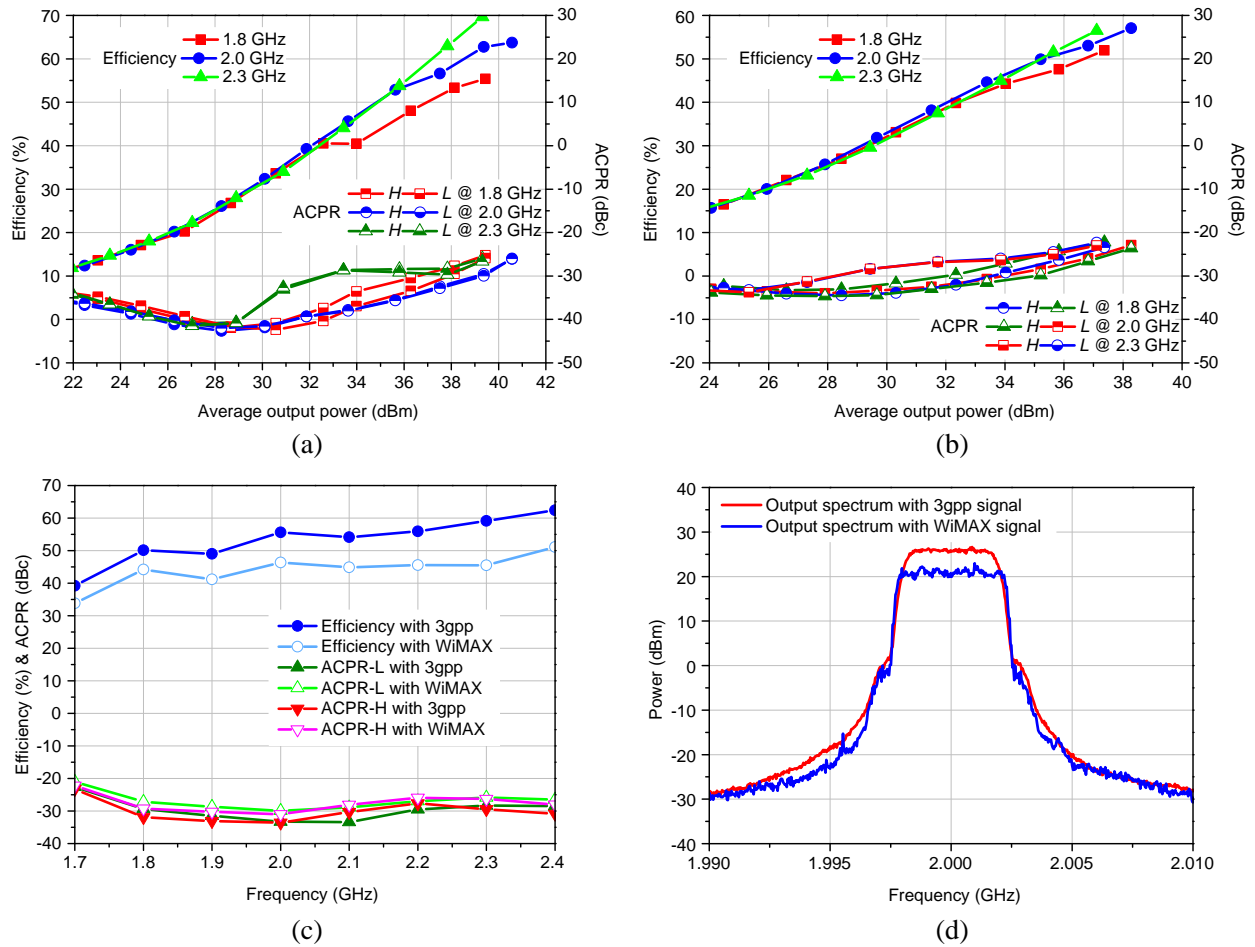 (a)
Efficiency (%)
70
60
50
40
30
20
10
0
-10
Efficiency
1.8 GHz
2.0 GHz
2.3 GHz
ACPR
H L @ 1.8 GHz
H L @ 2.0 GHz
H L @ 2.3 GHz
30
20
10
0
-10
-20
-30
-40
-50
ACPR (dBc)
22 24 26 28 30 32 34 36 38 40 42
Average output power (dBm)
(a)
Efficiency (%)
60
50
40
30
20
10
0
-10
-20
Efficiency
1.8 GHz
2.0 GHz
2.3 GHz
ACPR
H L @ 1.8 GHz
H L @ 2.0 GHz
H L @ 2.3 GHz
30
20
10
0
-10
-20
-30
-40
-50
ACPR (dBc)
24 26 28 30 32 34 36 38 40
Average output power (dBm)
(b)
Efficiency (%) & ACPR (dBc)
70
60
50
40
30
20
10
0
-10
-20
-30
-40
Efficiency with 3gpp
Efficiency with WiMAX
ACPR-L with 3gpp
ACPR-L with WiMAX
ACPR-H with 3gpp
ACPR-H with WiMAX
1.7 1.8 1.9 2.0 2.1 2.2 2.3 2.4
Frequency (GHz)
(c)
Power (dBm)
40
30
20
10
0
-10
-20
-30
-40
Output spectrum with 3gpp signal
Output spectrum with WiMAX signal
1.990 1.995 2.000 2.005 2.010
Frequency (GHz)
(d)